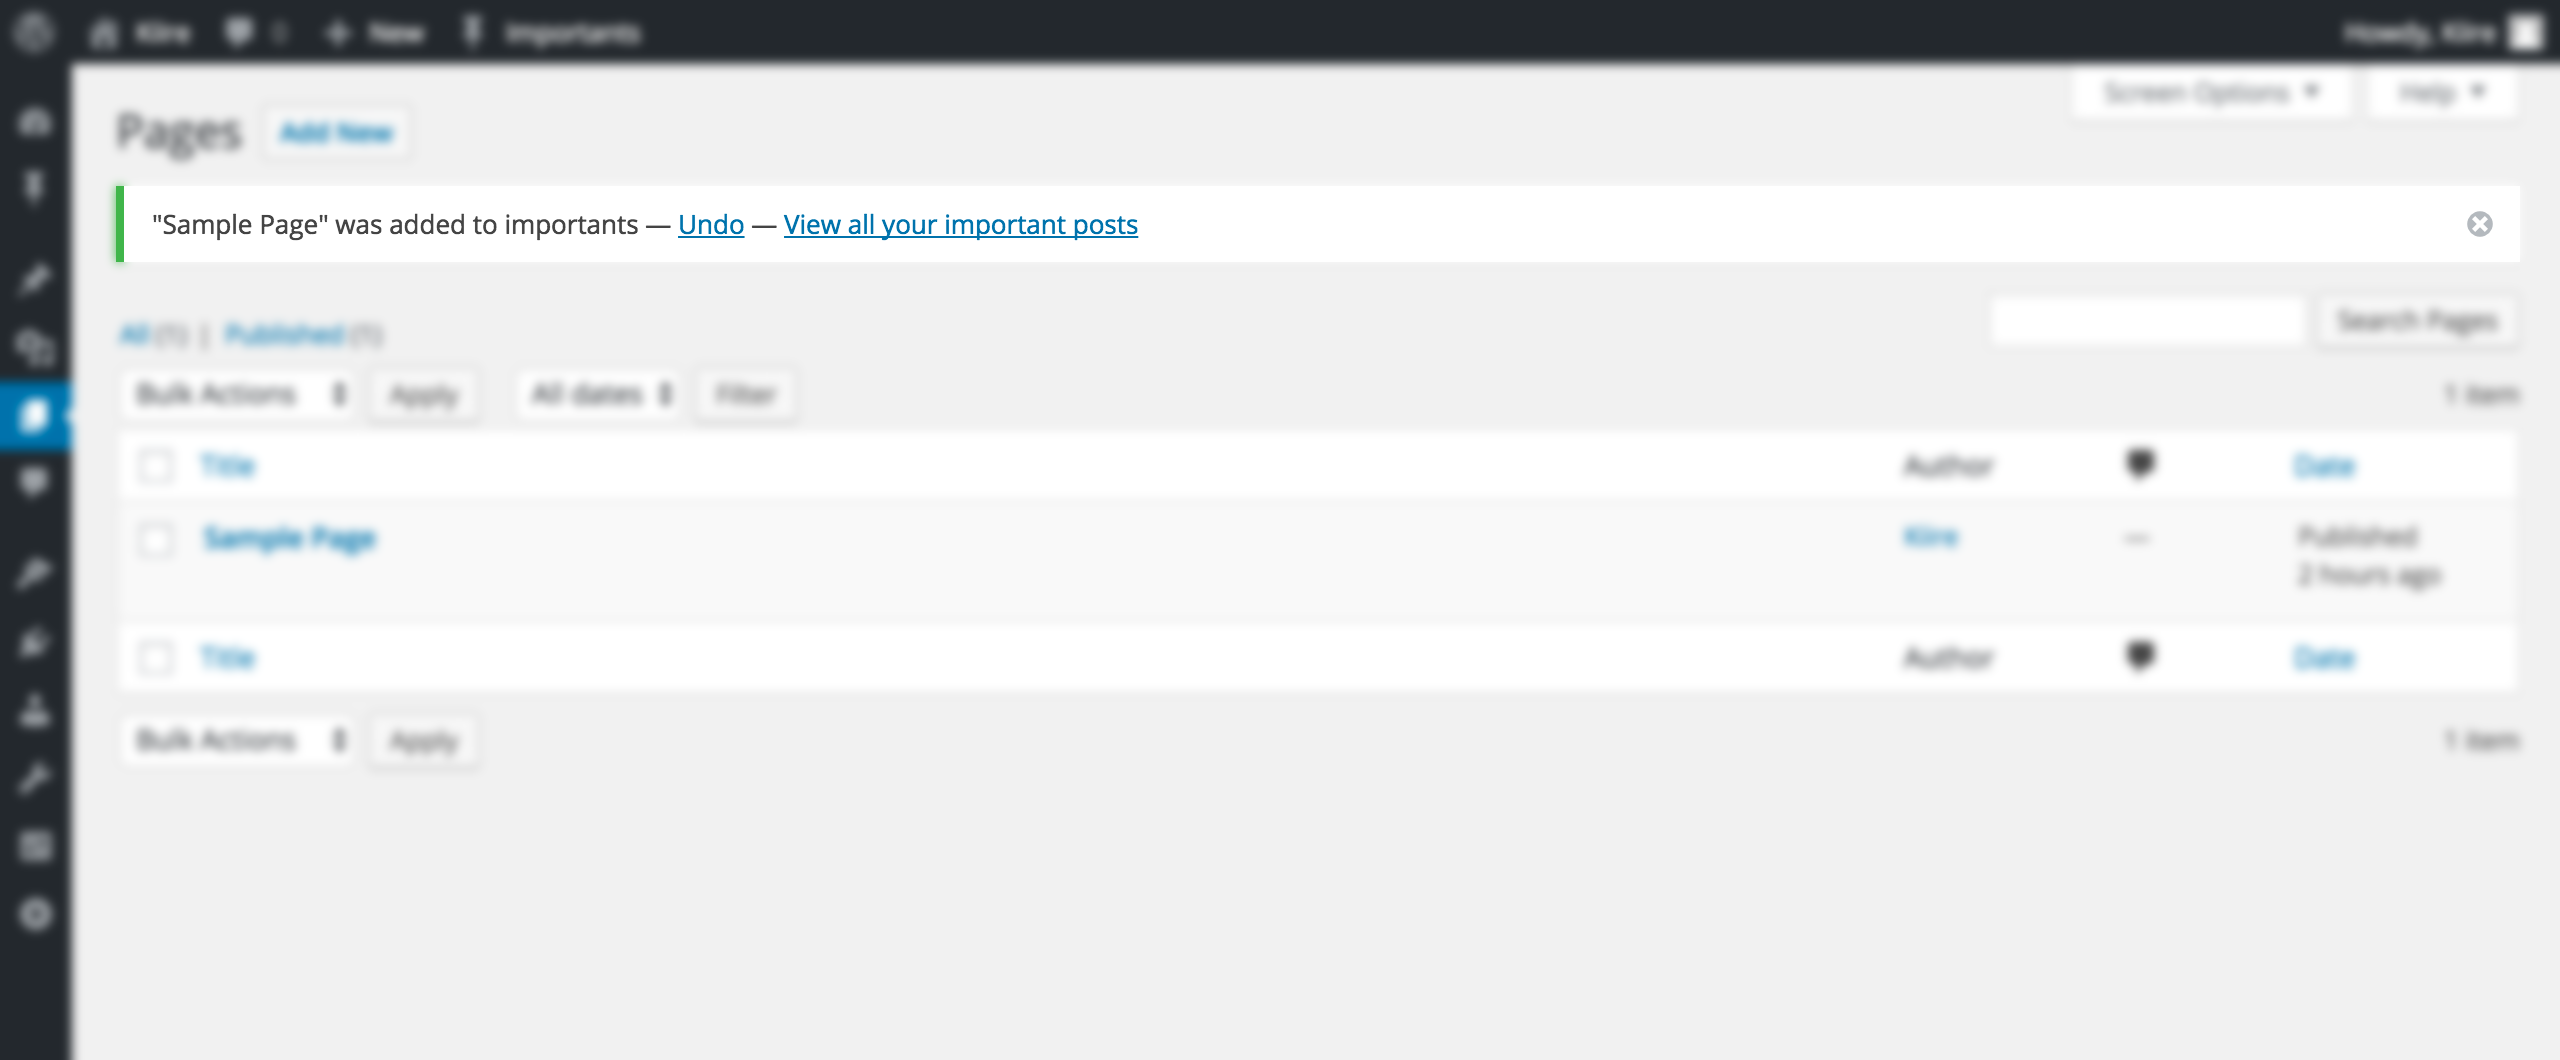 Kiire 0 New Importants Howdy, Kiire
Screen Options Help
Pages Add New
"Sample Page" was added to importants — Undo — View all your important posts
All (1) | Published (1) Search Pages
Bulk Actions Apply All dates Filter 1 item
Title Author Date
Sample Page Kiire — Published
2 hours ago
Title Author Date
Bulk Actions Apply 1 item